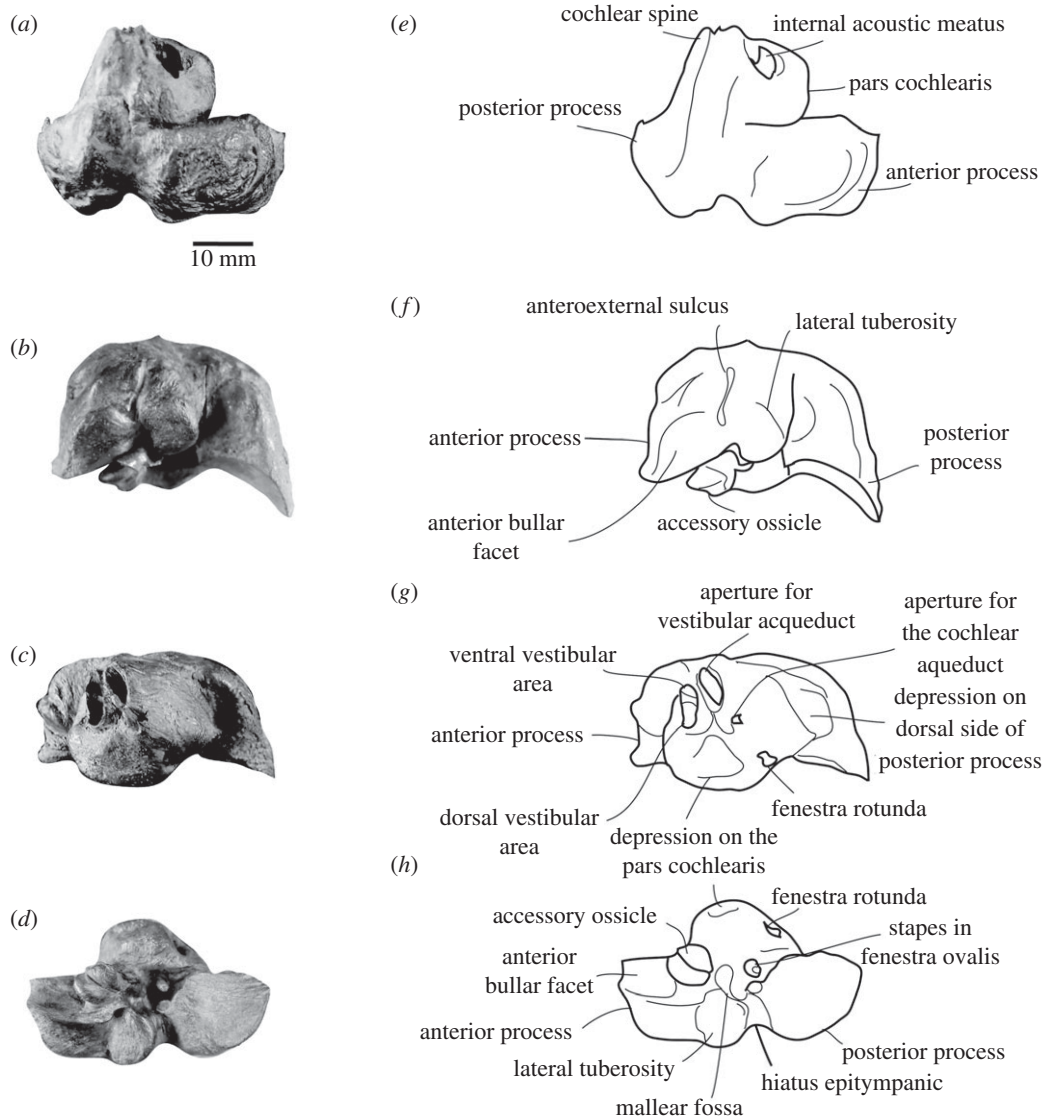 (a)
10 mm
(e)
cochlear spine
internal acoustic meatus
pars cochlearis
posterior process
anterior process
(b)
(f)
anteroexternal sulcus
lateral tuberosity
anterior process
posterior
process
anterior bullar
facet
accessory ossicle
(c)
(g)
aperture for
vestibular acqueduct
aperture for
the cochlear
aqueduct
ventral vestibular
area
depression on
dorsal side of
posterior process
anterior process
dorsal vestibular
area
depression on the
pars cochlearis
fenestra rotunda
(d)
(h)
accessory ossicle
fenestra rotunda
stapes in
fenestra ovalis
anterior
bullar facet
anterior process
lateral tuberosity
mallear fossa
hiatus epitympanic
posterior process